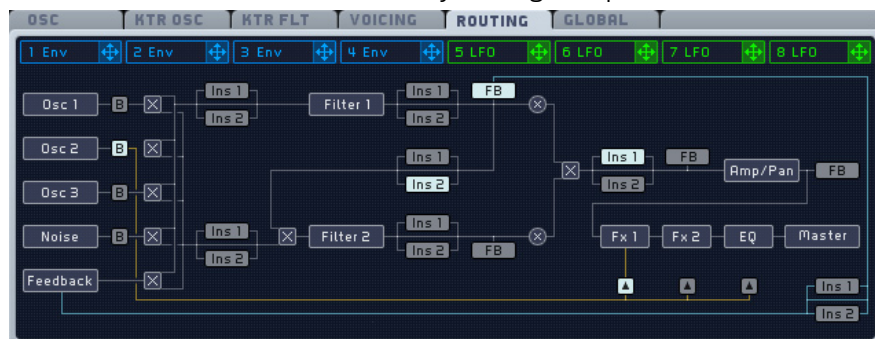 OSC KTR OSC KTR FLT VOICING ROUTING GLOBAL
1 Env 2 Env 3 Env 4 Env 5 LFO 6 LFO 7 LFO 8 LFO
Ins 1 Ins 1 FB
Osc 1 B Filter 1
Ins 2 Ins 2
Osc 2 B Ins 1 Ins 1 FB
Amp/Pan FB
Osc 3 B Ins 2 Ins 2
Ins 1 Ins 1
Noise B Filter 2 Fx 1 Fx 2 EQ Master
Ins 2 Ins 2 FB
Feedback Ins 1
Ins 2